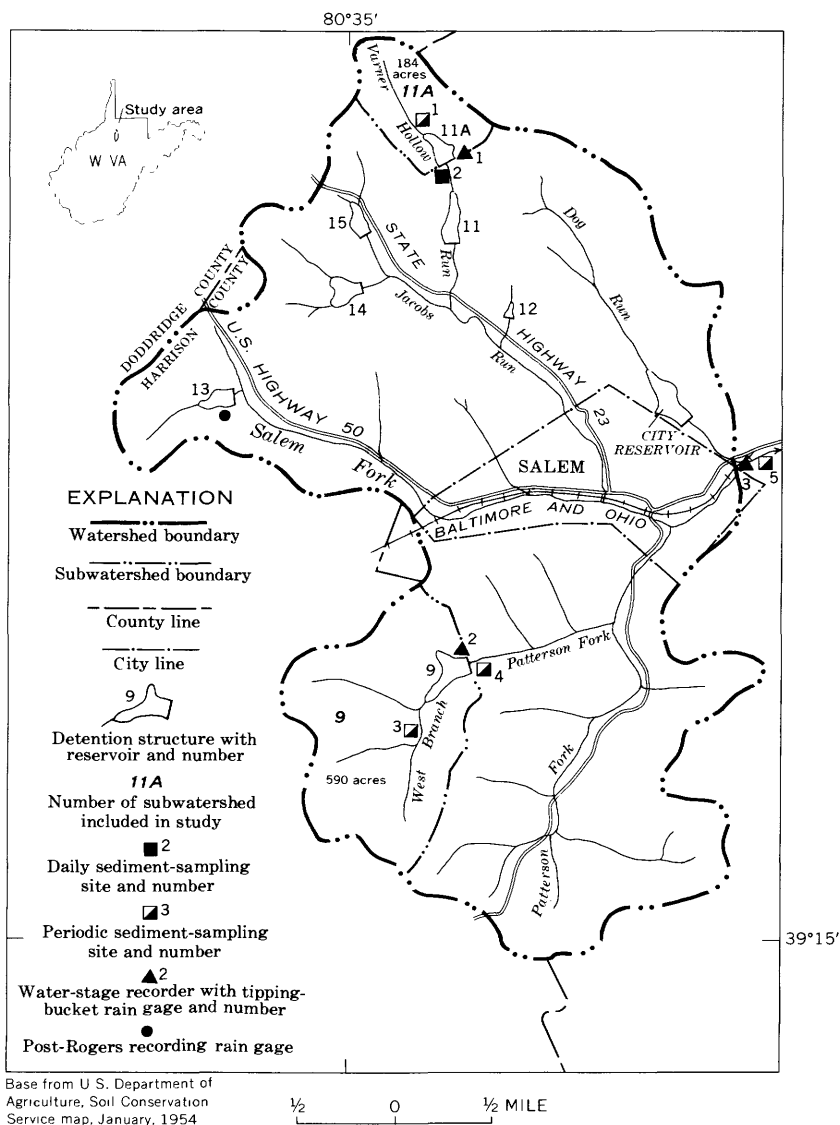 80°35′
Varner
184
acres
11A
1
11A
Hollow
1
2
Study area
W VA
15
STATE
11
Run
Dog
Run
14
Jacobs
12
Run
HIGHWAY
23
DODDRIDGE COUNTY
HARRISON COUNTY
U.S. HIGHWAY 50
13
Salem
Fork
CITY
RESERVOIR
SALEM
3
5
BALTIMORE AND OHIO
2
9
Patterson Fork
4
9
3
Branch
590 acres
West
Fork
Patterson
39°15′
EXPLANATION
Watershed boundary
Subwatershed boundary
County line
City line
9
Detention structure with
reservoir and number
11A
Number of subwatershed
included in study
2
Daily sediment-sampling
site and number
3
Periodic sediment-sampling
site and number
2
Water-stage recorder with tipping-
bucket rain gage and number
Post-Rogers recording rain gage
Base from U S. Department of
Agriculture, Soil Conservation
Service map, January, 1954
½ 0 ½ MILE